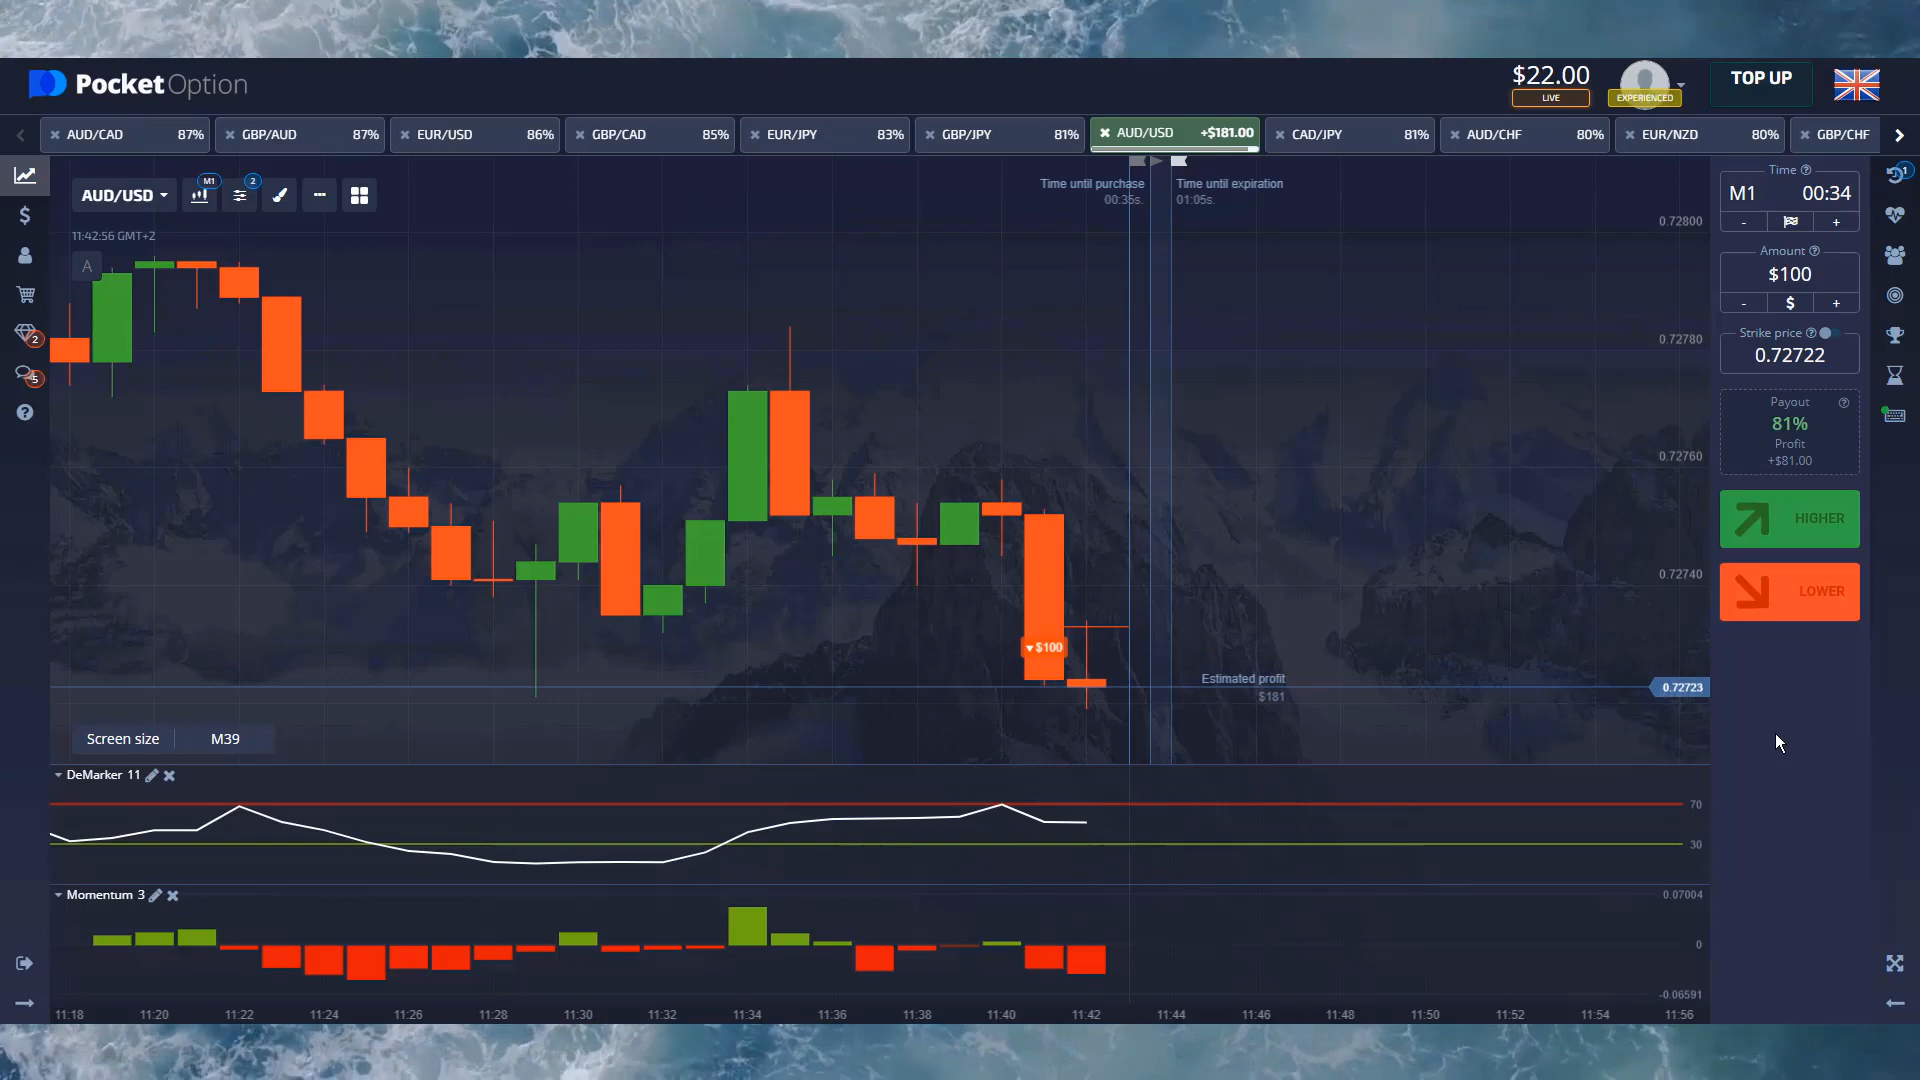 PocketOption
$22.00
LIVE
EXPERIENCED
TOP UP
AUD/CAD 87%
GBP/AUD 87%
EUR/USD 86%
GBP/CAD 85%
EUR/JPY 83%
GBP/JPY 81%
AUD/USD +$181.00
CAD/JPY 81%
AUD/CHF 80%
EUR/NZD 80%
GBP/CHF
AUD/USD
M1
2
11:42:56 GMT+2
A
Time until purchase
00:35s.
Time until expiration
01:05s.
0.72800
0.72780
0.72760
0.72740
0.72723
$100
Estimated profit
$181
Screen size M39
2
5
Time
M1 00:34
- +
Amount
$100
- $ +
Strike price
0.72722
Payout
81%
Profit
+$81.00
HIGHER
LOWER
1
DeMarker 11
70
30
Momentum 3
0.07004
0
-0.06591
11:18 11:20 11:22 11:24 11:26 11:28 11:30 11:32 11:34 11:36 11:38 11:40 11:42 11:44 11:46 11:48 11:50 11:52 11:54 11:56